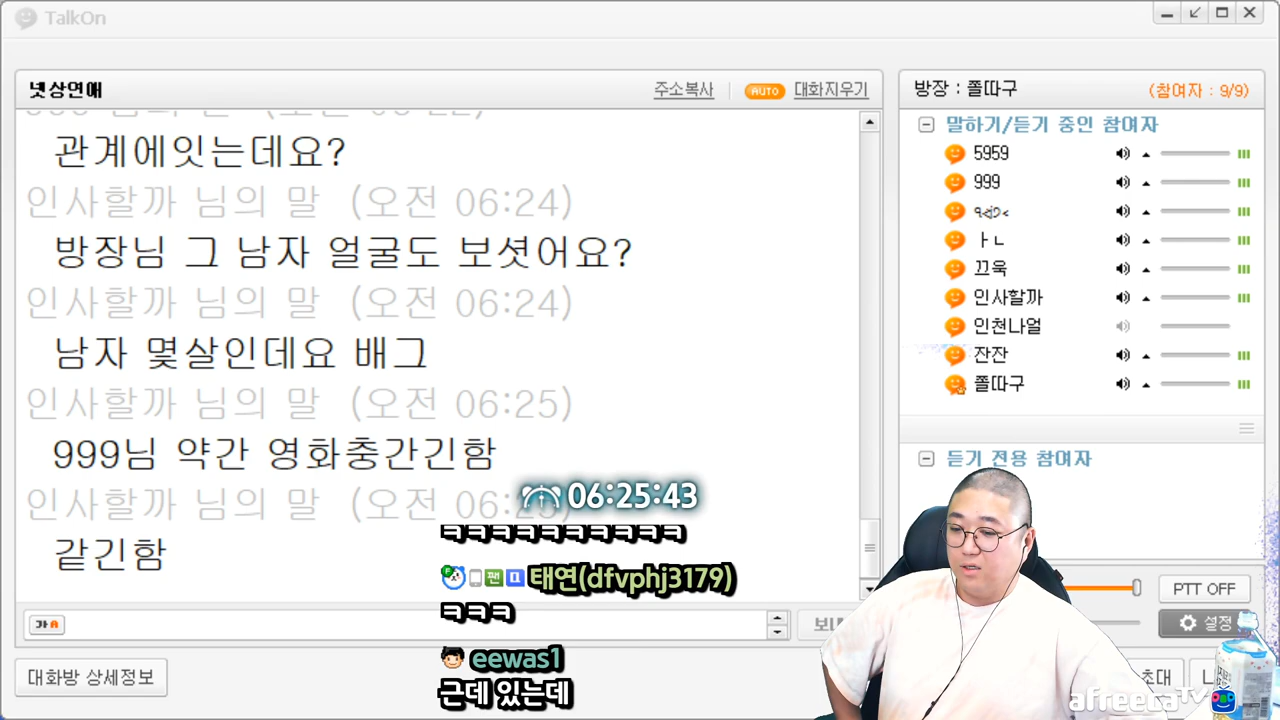 TalkOn
넷상연애
주소복사
AUTO
대화지우기
관계에잇는데요?
인사할까 님의 말 (오전 06:24)
방장님 그 남자 얼굴도 보셧어요?
인사할까 님의 말 (오전 06:24)
남자 몇살인데요 배그
인사할까 님의 말 (오전 06:25)
999님 약간 영화충간긴함
인사할까 님의 말 (오전
같긴함
06:25:43
ㅋㅋㅋㅋㅋㅋㅋㅋㅋㅋ
팬
태연(dfvphj3179)
ㅋㅋㅋ
eewas1
근데 있는데
가A
대화방 상세정보
방장 : 쫄따구
(참여자 : 9/9)
말하기/듣기 중인 참여자
5959
999
ㅏㄴ
끄욱
인사할까
인천나얼
잔잔
쫄따구
듣기 전용 참여자
PTT OFF
설정
초대
afreecaTV